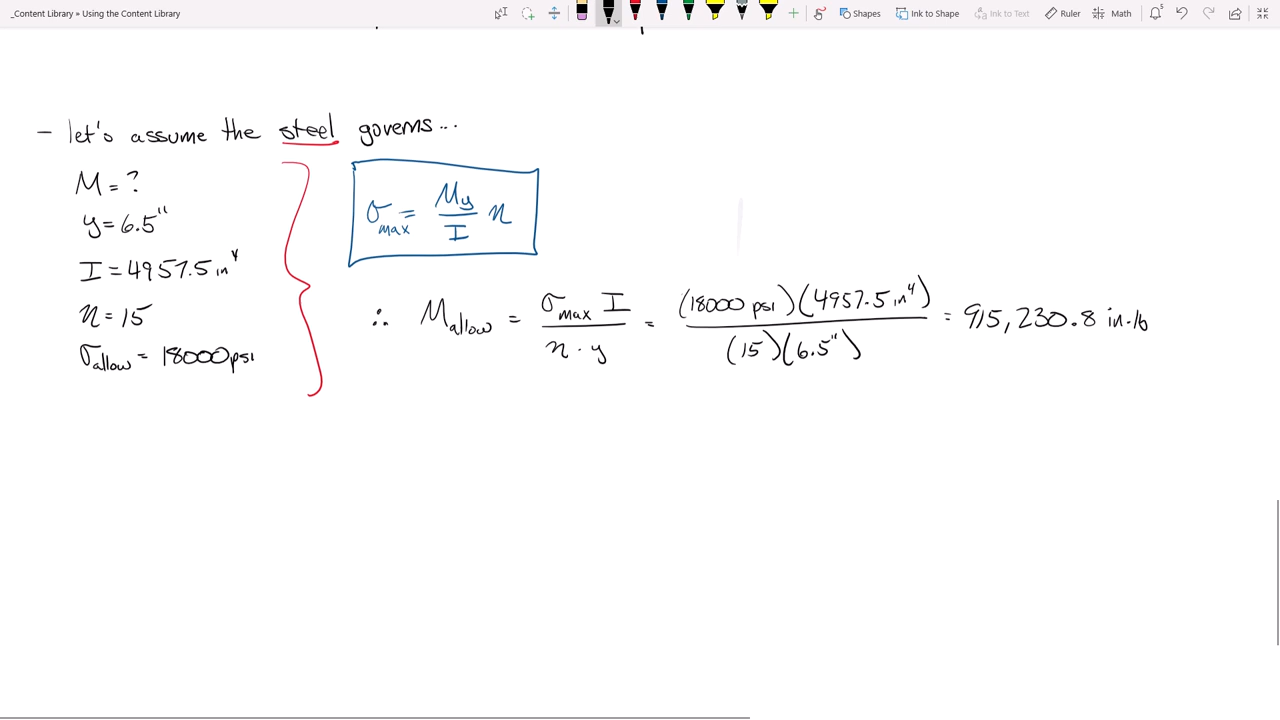 _Content Library » Using the Content Library
Shapes
Ink to Shape
Ink to Text
Ruler
Math
5
- let's assume the steel governs...
M = ?
y = 6.5"
I = 4957.5 in⁴
n = 15
σallow = 18000 psi
σmax = My/I n
∴ Mallow = σmax I / n · y = (18000 psi)(4957.5 in⁴) / (15)(6.5") = 915,230.8 in·lb